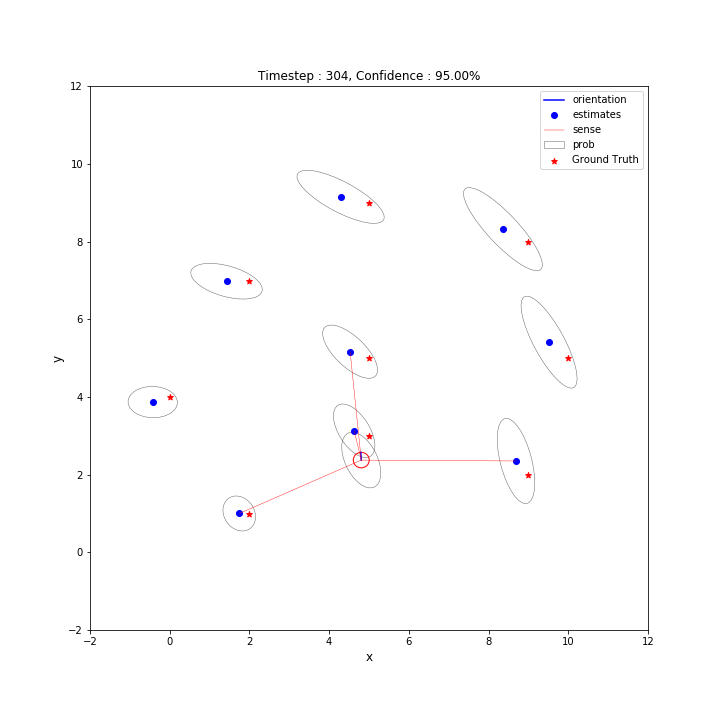 Timestep : 304, Confidence : 95.00%
orientation
estimates
sense
prob
Ground Truth
12
10
8
6
4
2
0
−2
y
−2
0
2
4
6
8
10
12
x